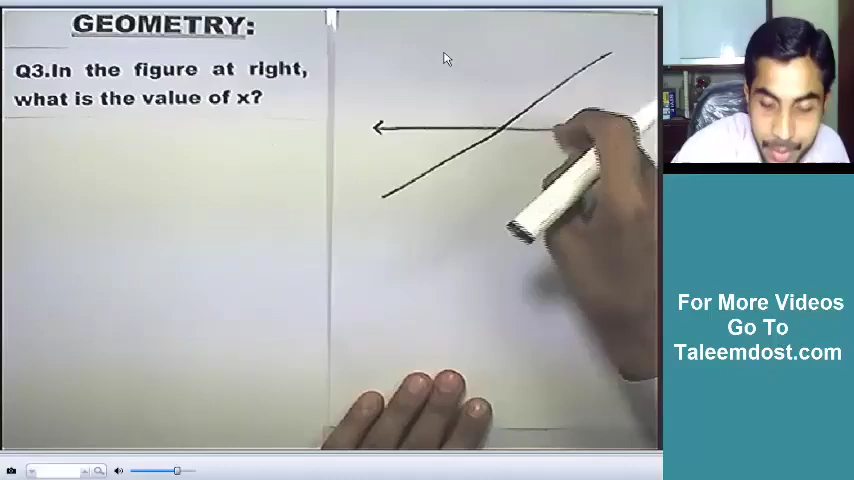 GEOMETRY:
Q3.In the figure at right,
what is the value of x?
For More Videos
Go To
Taleemdost.com